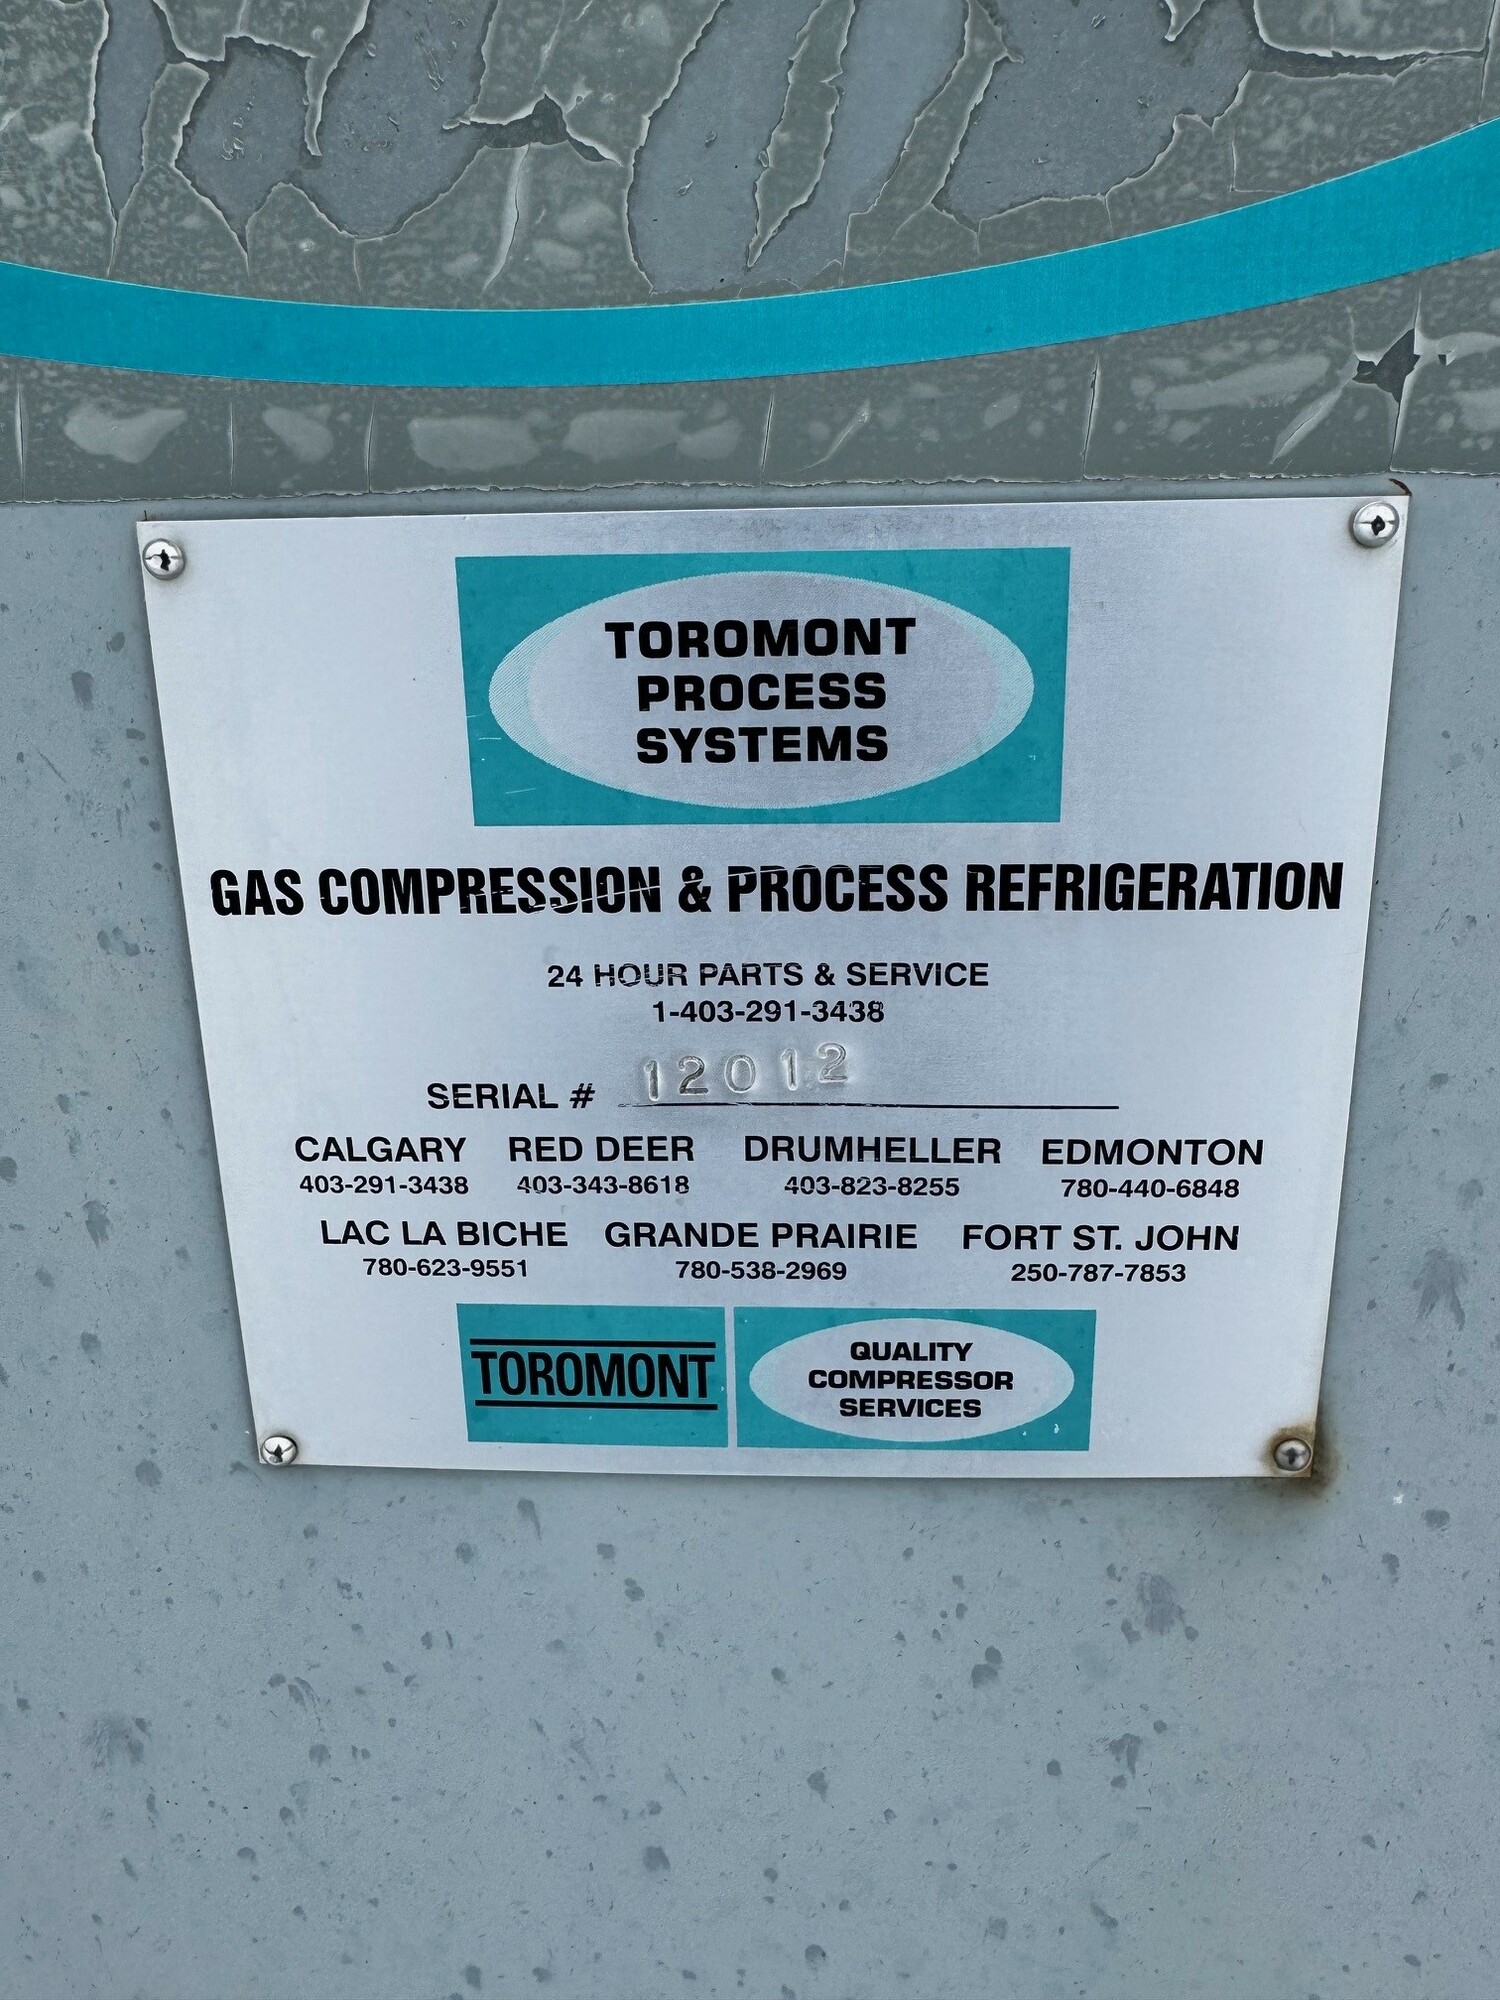 TOROMONT
PROCESS
SYSTEMS
GAS COMPRESSION & PROCESS REFRIGERATION
24 HOUR PARTS & SERVICE
1-403-291-3438
SERIAL # 12012
CALGARY RED DEER DRUMHELLER EDMONTON
403-291-3438 403-343-8618 403-823-8255 780-440-6848
LAC LA BICHE GRANDE PRAIRIE FORT ST. JOHN
780-623-9551 780-538-2969 250-787-7853
TOROMONT
QUALITY
COMPRESSOR
SERVICES